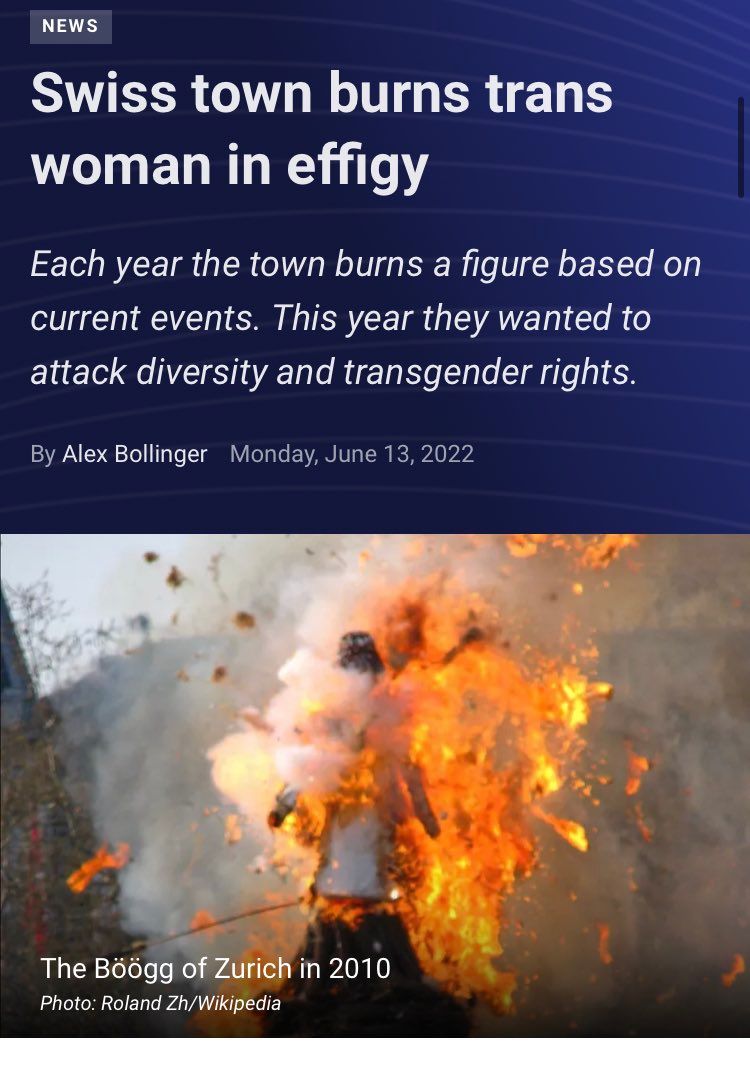 NEWS
Swiss town burns trans
woman in effigy
Each year the town burns a figure based on
current events. This year they wanted to
attack diversity and transgender rights.
By Alex Bollinger Monday, June 13, 2022
The Böögg of Zurich in 2010
Photo: Roland Zh/Wikipedia